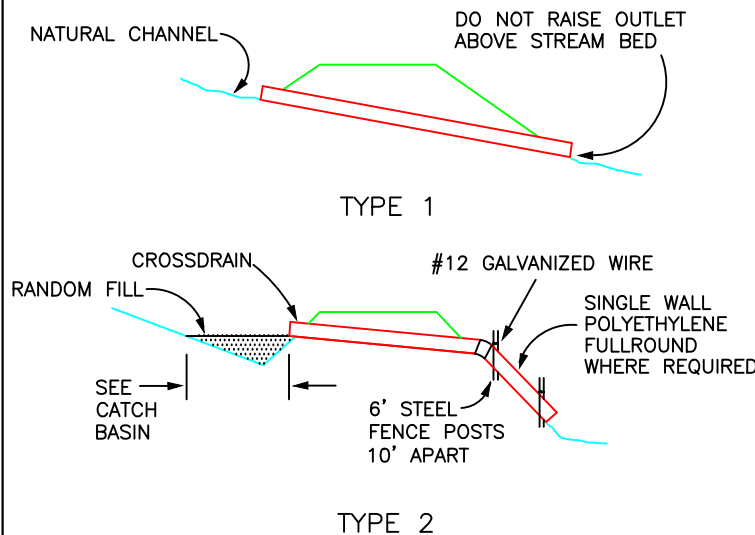 NATURAL CHANNEL
DO NOT RAISE OUTLET
ABOVE STREAM BED
TYPE 1
CROSSDRAIN
#12 GALVANIZED WIRE
RANDOM FILL
SINGLE WALL
POLYETHYLENE
FULLROUND
WHERE REQUIRED
SEE
CATCH
BASIN
6' STEEL
FENCE POSTS
10' APART
TYPE 2